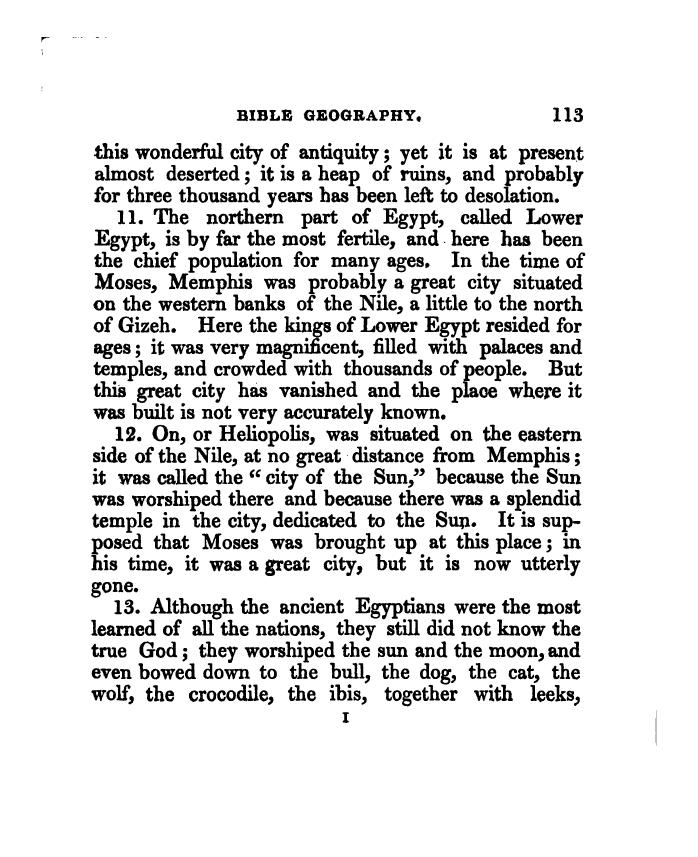 BIBLE GEOGRAPHY. 113
this wonderful city of antiquity; yet it is at present
almost deserted; it is a heap of ruins, and probably
for three thousand years has been left to desolation.
11. The northern part of Egypt, called Lower
Egypt, is by far the most fertile, and here has been
the chief population for many ages. In the time of
Moses, Memphis was probably a great city situated
on the western banks of the Nile, a little to the north
of Gizeh. Here the kings of Lower Egypt resided for
ages; it was very magnificent, filled with palaces and
temples, and crowded with thousands of people. But
this great city has vanished and the place where it
was built is not very accurately known.
12. On, or Heliopolis, was situated on the eastern
side of the Nile, at no great distance from Memphis;
it was called the “city of the Sun,” because the Sun
was worshiped there and because there was a splendid
temple in the city, dedicated to the Sun. It is sup-
posed that Moses was brought up at this place; in
his time, it was a great city, but it is now utterly
gone.
13. Although the ancient Egyptians were the most
learned of all the nations, they still did not know the
true God; they worshiped the sun and the moon, and
even bowed down to the bull, the dog, the cat, the
wolf, the crocodile, the ibis, together with leeks,
I